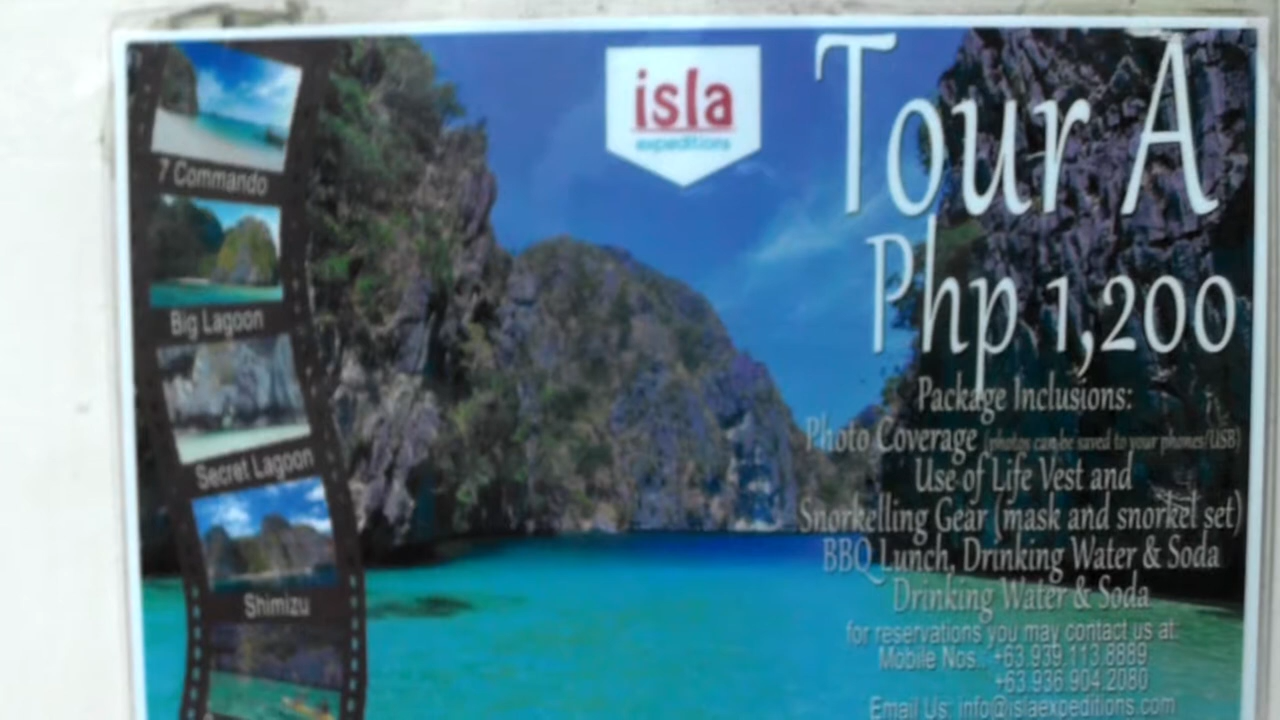 isla
expeditions
Tour A
Php 1,200
Package Inclusions:
Photo Coverage (photos can be saved to your phones/USB)
Use of Life Vest and
Snorkelling Gear (mask and snorkel set)
BBQ Lunch, Drinking Water & Soda
Drinking Water & Soda
for reservations you may contact us at:
Mobile Nos.: +63.939.113.8889
+63.936.904.2080
Email Us: info@islaexpeditions.com
7 Commando
Big Lagoon
Secret Lagoon
Shimizu